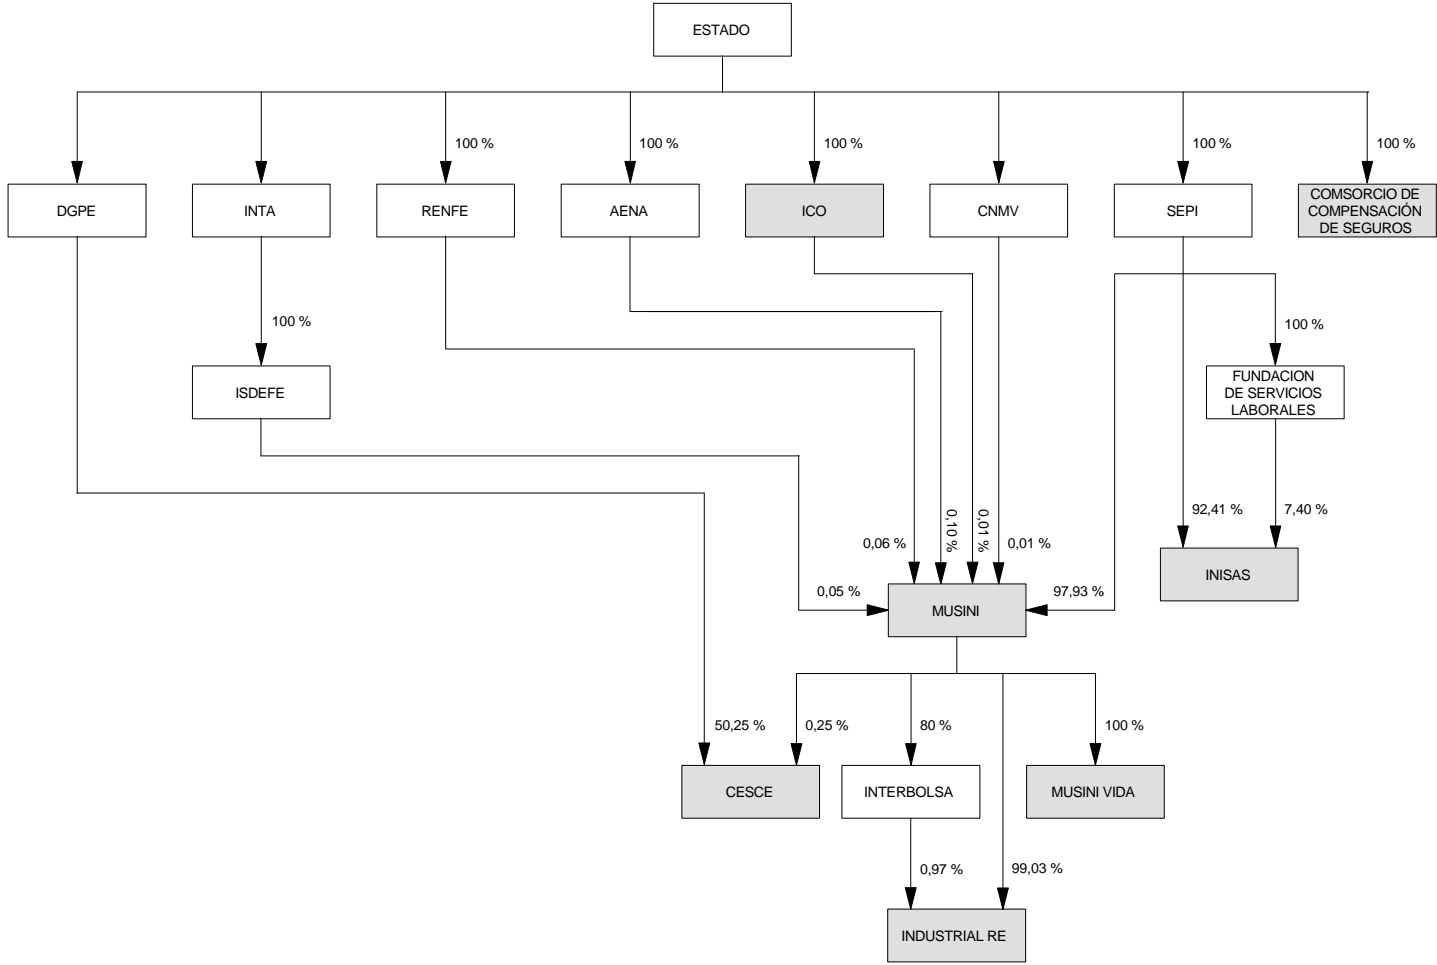 ESTADO
100 %
100 %
100 %
100 %
100 %
DGPE
INTA
RENFE
AENA
ICO
CNMV
SEPI
COMSORCIO DE
COMPENSACIÓN
DE SEGUROS
100 %
100 %
ISDEFE
FUNDACION
DE SERVICIOS
LABORALES
92,41 %
7,40 %
0,06 %
0,10 %
0,01 %
0,01 %
INISAS
0,05 %
97,93 %
MUSINI
50,25 %
0,25 %
80 %
100 %
CESCE
INTERBOLSA
MUSINI VIDA
0,97 %
99,03 %
INDUSTRIAL RE